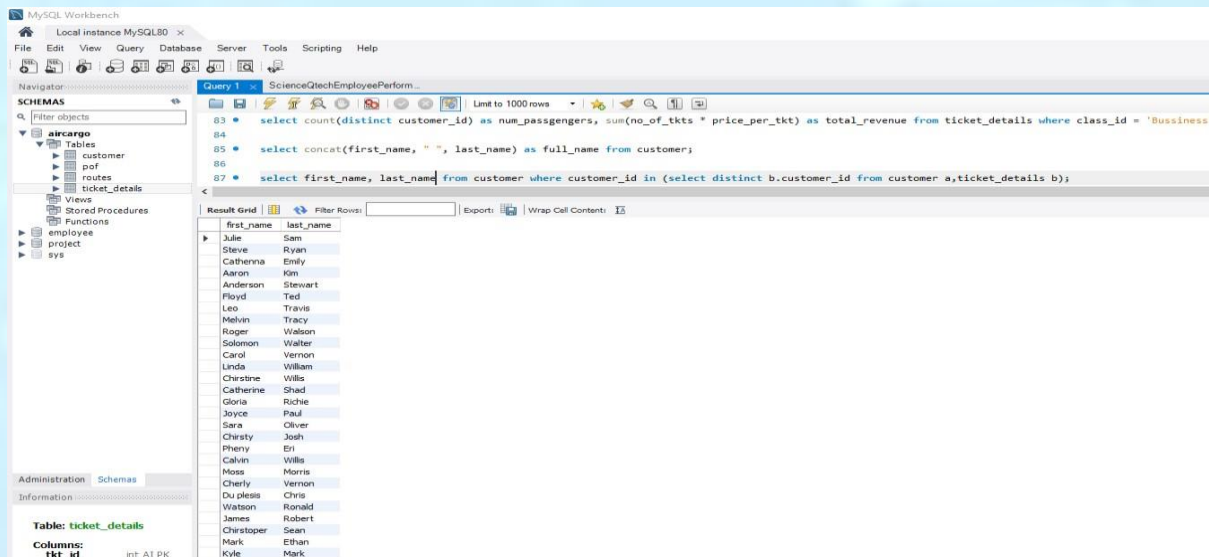 MySQL Workbench
Local instance MySQL80 ×
File Edit View Query Database Server Tools Scripting Help
Navigator
SCHEMAS
Filter objects
aircargo
Tables
customer
pof
routes
ticket_details
Views
Stored Procedures
Functions
employee
project
sys
Administration Schemas
Information
Table: ticket_details
Columns:
tkt_id int AI PK
Query 1 × ScienceQtechEmployeePerform...
Limit to 1000 rows
83 select count(distinct customer_id) as num_passgengers, sum(no_of_tkts * price_per_tkt) as total_revenue from ticket_details where class_id = 'Bussiness
84
85 select concat(first_name, " ", last_name) as full_name from customer;
86
87 select first_name, last_name from customer where customer_id in (select distinct b.customer_id from customer a,ticket_details b);
Result Grid Filter Rows: Export: Wrap Cell Content:
first_name last_name
Julie Sam
Steve Ryan
Cathenna Emily
Aaron Kim
Anderson Stewart
Floyd Ted
Leo Travis
Melvin Tracy
Roger Walson
Solomon Walter
Carol Vernon
Linda William
Chirstine Willis
Catherine Shad
Gloria Richie
Joyce Paul
Sara Oliver
Chirsty Josh
Pheny Eri
Calvin Willis
Moss Morris
Cherly Vernon
Du plesis Chris
Watson Ronald
James Robert
Chirstoper Sean
Mark Ethan
Kyle Mark